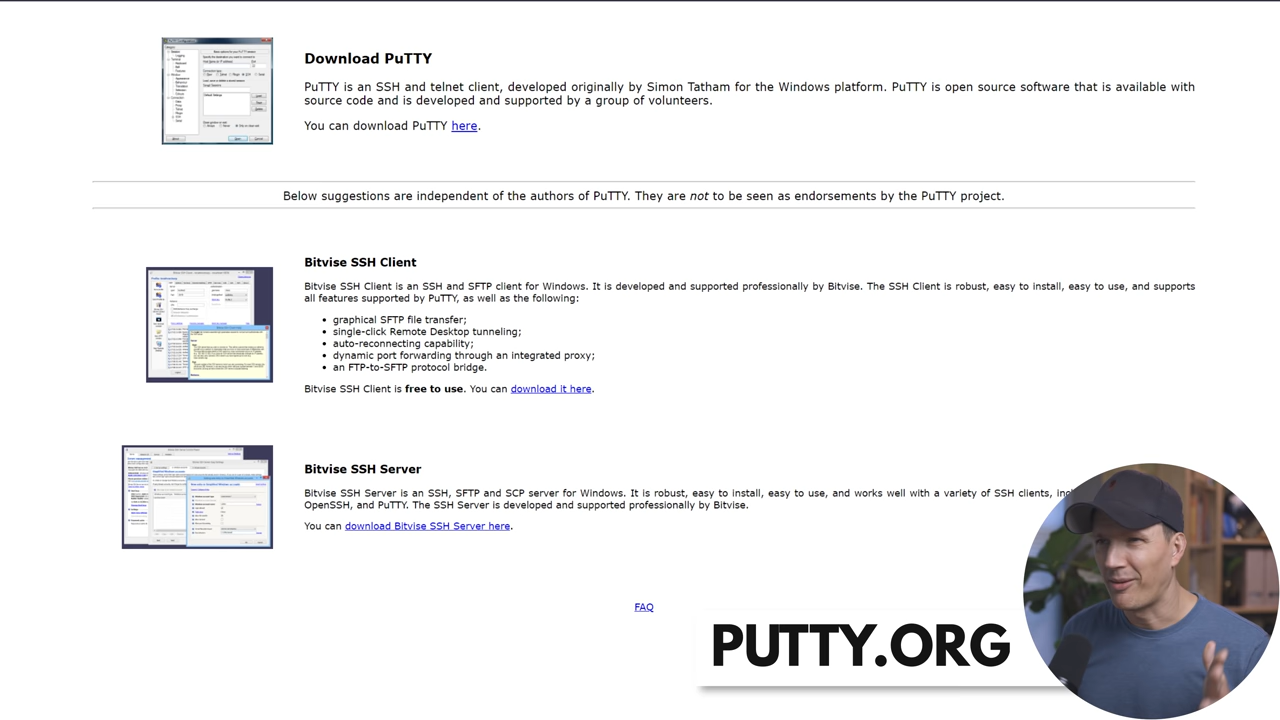 Download PuTTY
PuTTY is an SSH and telnet client, developed originally by Simon Tatham for the Windows platform. PuTTY is open source software that is available with
source code and is developed and supported by a group of volunteers.
You can download PuTTY here.
Below suggestions are independent of the authors of PuTTY. They are not to be seen as endorsements by the PuTTY project.
Bitvise SSH Client
Bitvise SSH Client is an SSH and SFTP client for Windows. It is developed and supported professionally by Bitvise. The SSH Client is robust, easy to install, easy to use, and supports
all features supported by PuTTY, as well as the following:
• graphical SFTP file transfer;
• single-click Remote Desktop tunneling;
• auto-reconnecting capability;
• dynamic port forwarding through an integrated proxy;
• an FTP-to-SFTP protocol bridge.
Bitvise SSH Client is free to use. You can download it here.
Bitvise SSH Server
Bitvise SSH Server is an SSH, SFTP and SCP server for Windows. It is robust, easy to install, easy to use, and works well with a variety of SSH clients,
OpenSSH, and PuTTY. The SSH Server is developed and supported professionally by Bitvise.
You can download Bitvise SSH Server here.
FAQ
PUTTY.ORG